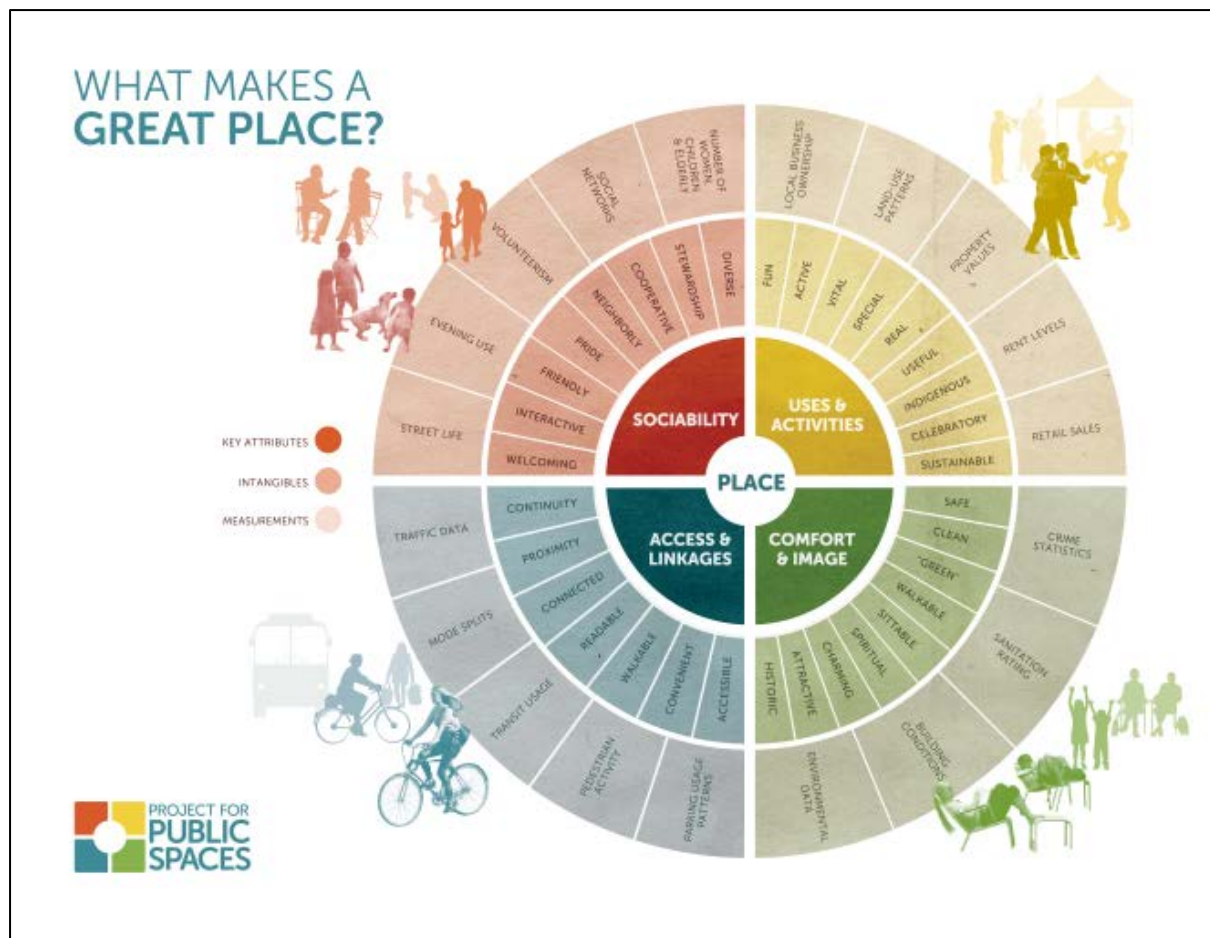 WHAT MAKES A
GREAT PLACE?
NUMBER OF
WOMEN,
CHILDREN
& ELDERLY
SOCIAL
NETWORKS
VOLUNTEERISM
EVENING USE
STREET LIFE
LOCAL BUSINESS
OWNERSHIP
LAND-USE
PATTERNS
PROPERTY
VALUES
RENT LEVELS
RETAIL SALES
DIVERSE
STEWARDSHIP
COOPERATIVE
NEIGHBORLY
PRIDE
FRIENDLY
INTERACTIVE
WELCOMING
FUN
ACTIVE
VITAL
SPECIAL
REAL
USEFUL
INDIGENOUS
CELEBRATORY
SUSTAINABLE
SOCIABILITY
USES &
ACTIVITIES
PLACE
ACCESS &
LINKAGES
COMFORT
& IMAGE
KEY ATTRIBUTES
INTANGIBLES
MEASUREMENTS
CONTINUITY
PROXIMITY
CONNECTED
READABLE
WALKABLE
CONVENIENT
ACCESSIBLE
SAFE
CLEAN
"GREEN"
WALKABLE
SITTABLE
SPIRITUAL
CHARMING
ATTRACTIVE
HISTORIC
TRAFFIC DATA
MODE SPLITS
TRANSIT USAGE
PEDESTRIAN
ACTIVITY
PARKING USAGE
PATTERNS
CRIME
STATISTICS
SANITATION
RATING
BUILDING
CONDITIONS
ENVIRONMENTAL
DATA
PROJECT FOR
PUBLIC
SPACES